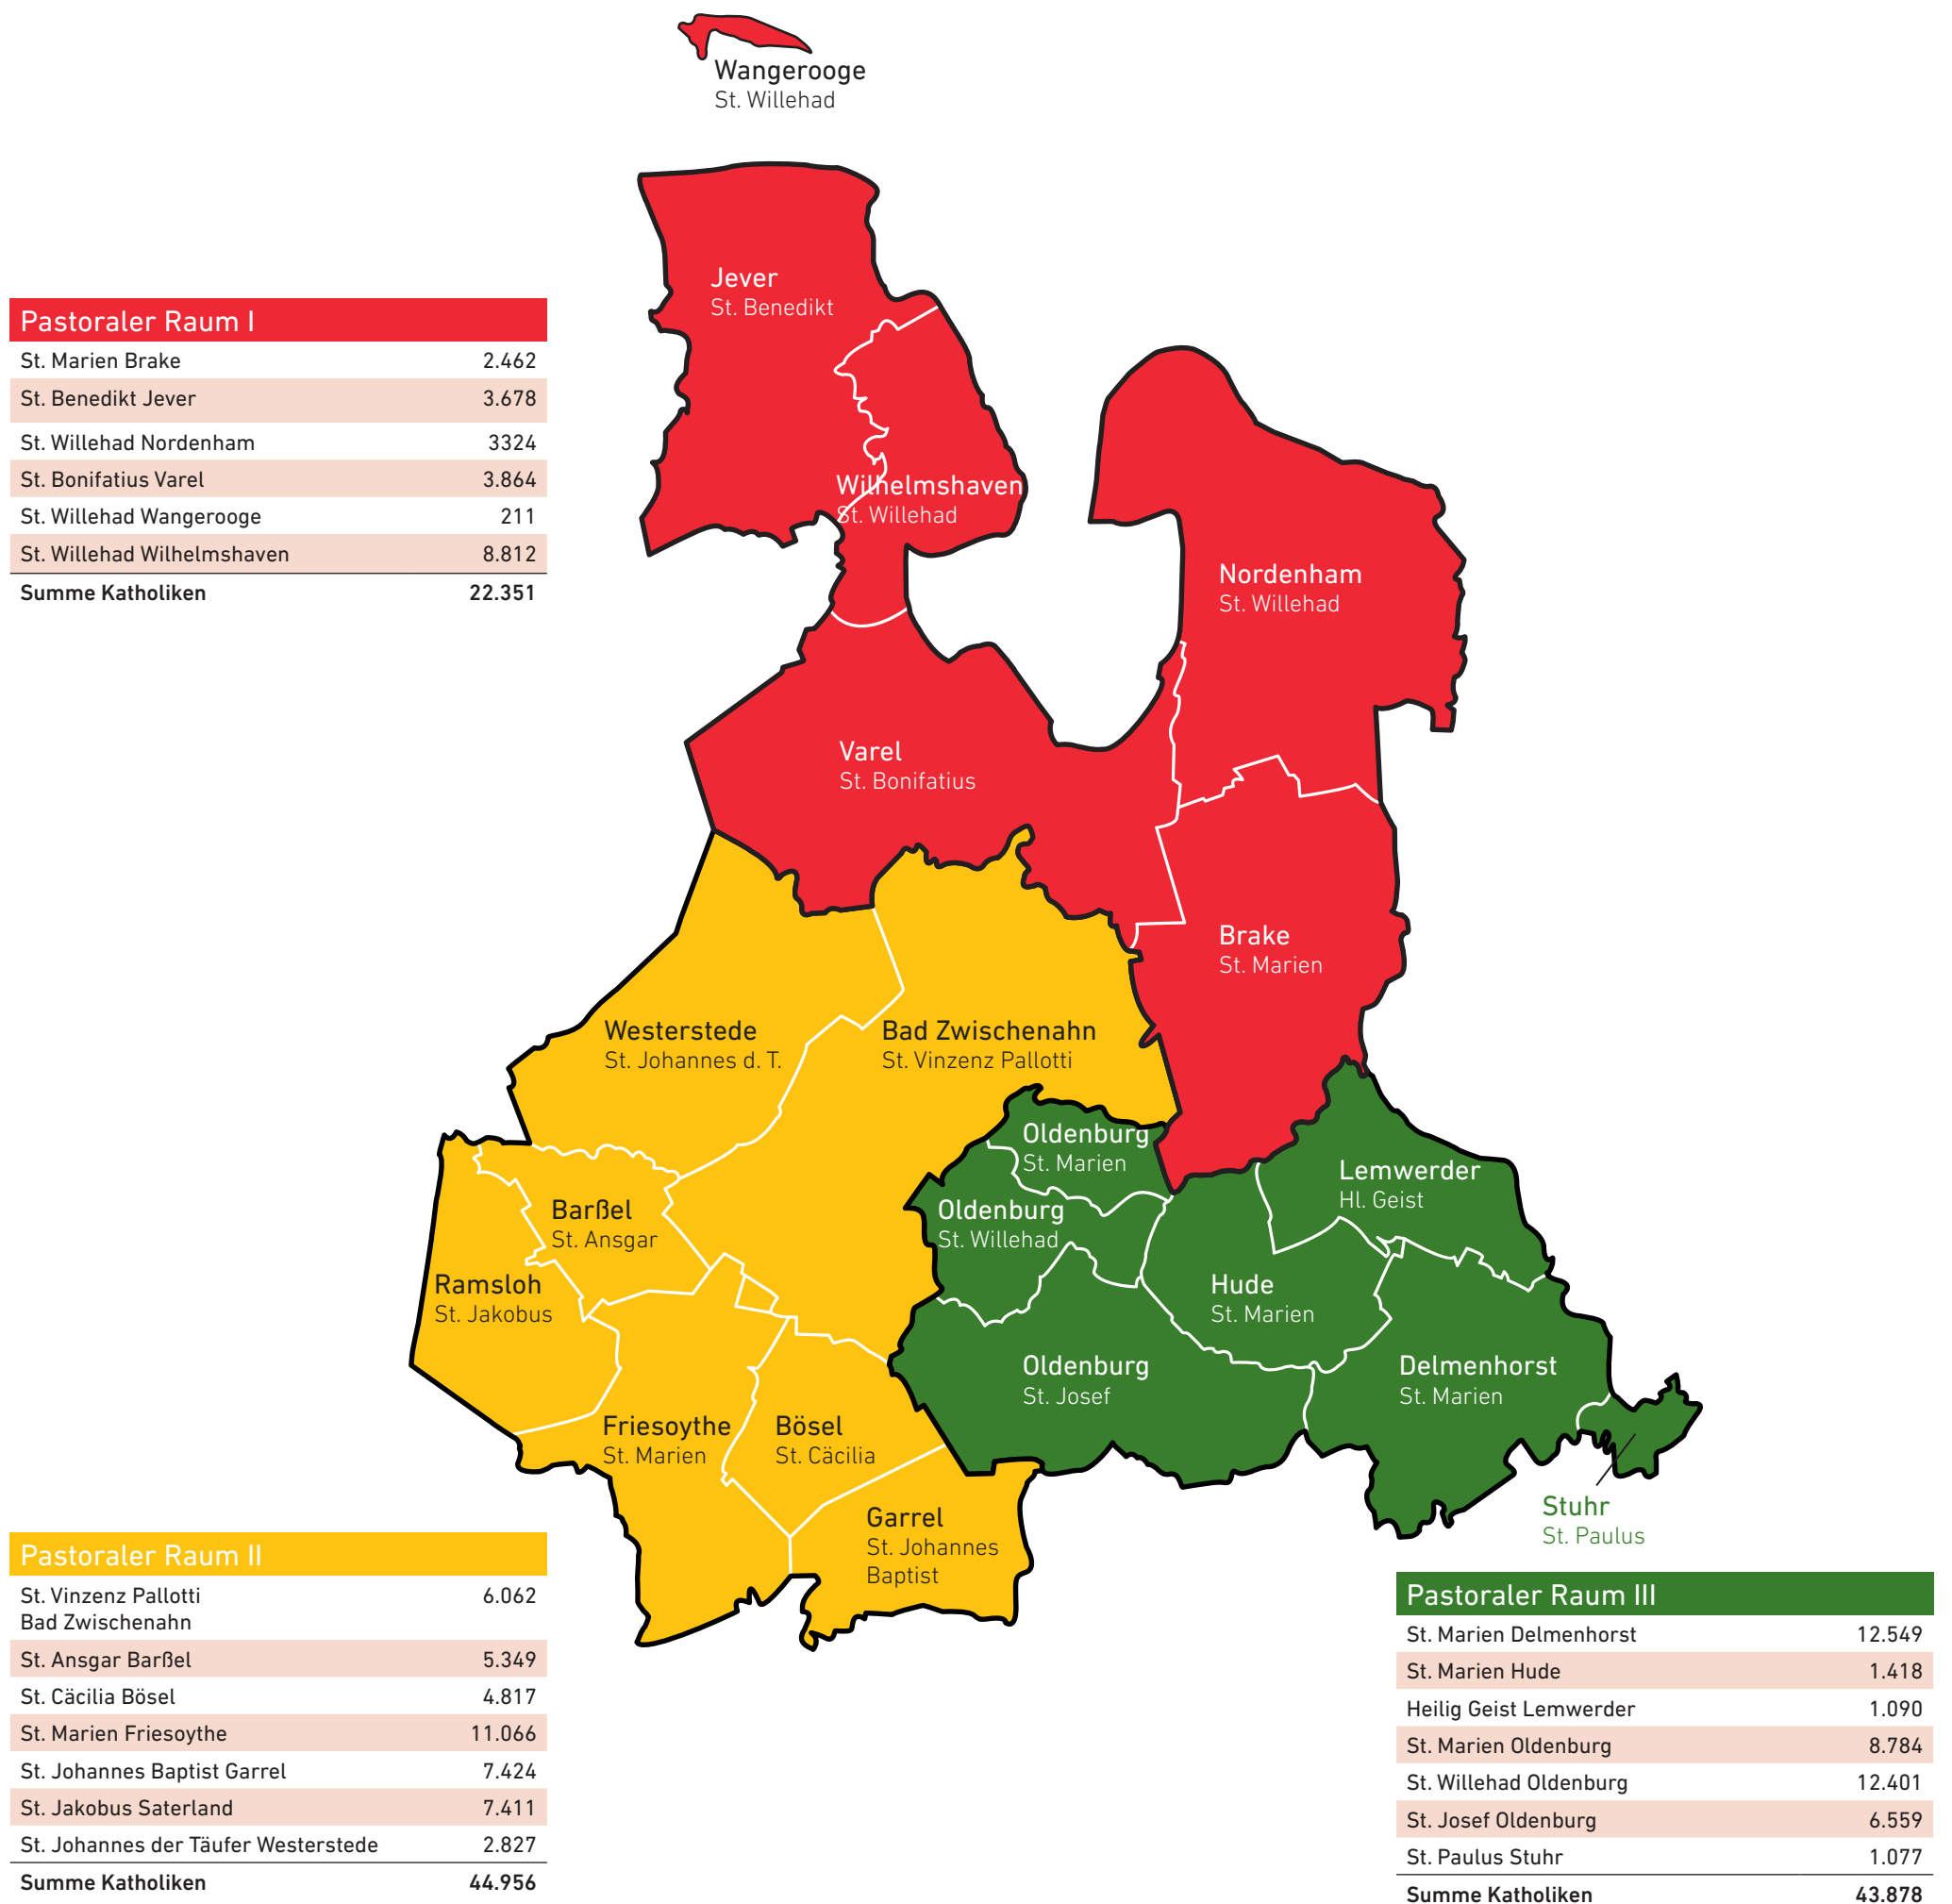 Wangerooge
St. Willehad
Jever
St. Benedikt
Wilhelmshaven
St. Willehad
Nordenham
St. Willehad
Varel
St. Bonifatius
Brake
St. Marien
Pastoraler Raum I
St. Marien Brake 2.462
St. Benedikt Jever 3.678
St. Willehad Nordenham 3324
St. Bonifatius Varel 3.864
St. Willehad Wangerooge 211
St. Willehad Wilhelmshaven 8.812
Summe Katholiken 22.351
Westerstede
St. Johannes d. T.
Bad Zwischenahn
St. Vinzenz Pallotti
Barßel
St. Ansgar
Ramsloh
St. Jakobus
Friesoythe
St. Marien
Bösel
St. Cäcilia
Garrel
St. Johannes
Baptist
Oldenburg
St. Marien
Oldenburg
St. Willehad
Oldenburg
St. Josef
Lemwerder
Hl. Geist
Hude
St. Marien
Delmenhorst
St. Marien
Stuhr
St. Paulus
Pastoraler Raum II
St. Vinzenz Pallotti 6.062
Bad Zwischenahn
St. Ansgar Barßel 5.349
St. Cäcilia Bösel 4.817
St. Marien Friesoythe 11.066
St. Johannes Baptist Garrel 7.424
St. Jakobus Saterland 7.411
St. Johannes der Täufer Westerstede 2.827
Summe Katholiken 44.956
Pastoraler Raum III
St. Marien Delmenhorst 12.549
St. Marien Hude 1.418
Heilig Geist Lemwerder 1.090
St. Marien Oldenburg 8.784
St. Willehad Oldenburg 12.401
St. Josef Oldenburg 6.559
St. Paulus Stuhr 1.077
Summe Katholiken 43.878